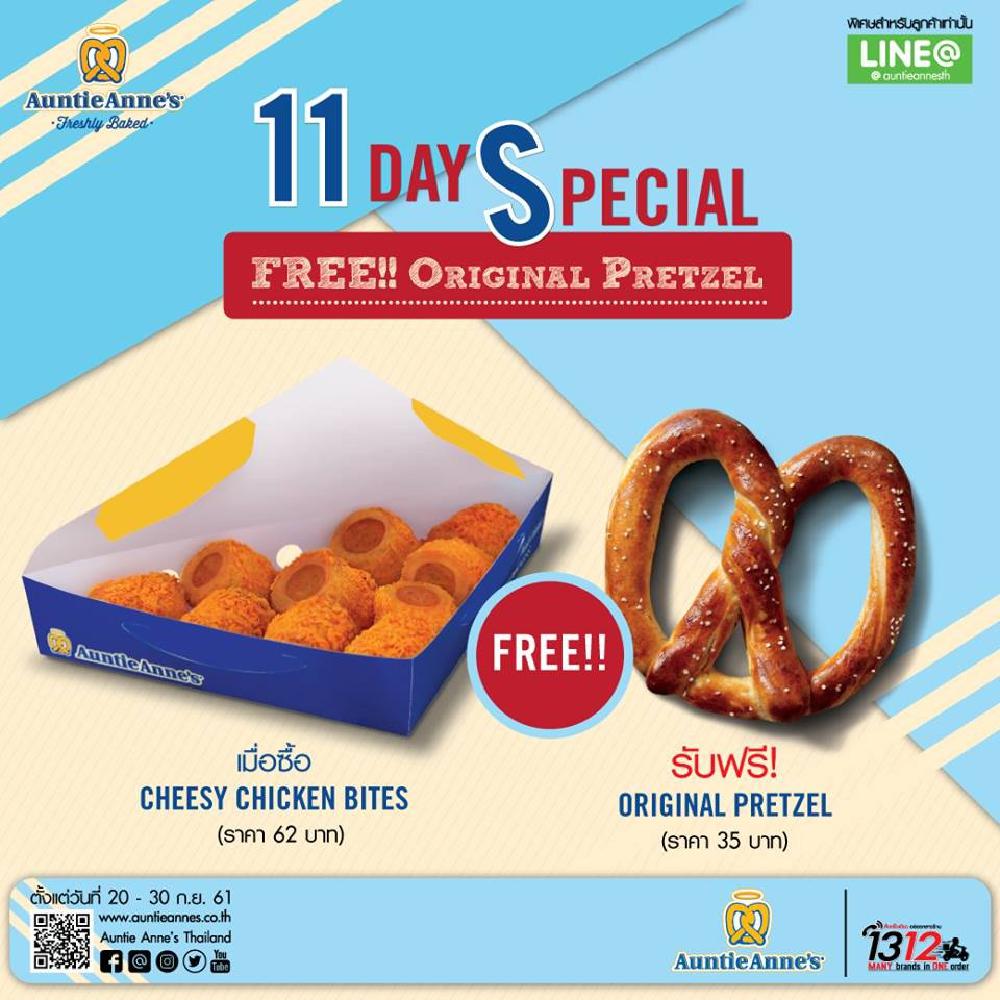 AuntieAnne's
Freshly Baked
พิเศษสำหรับลูกค้าเท่านั้น
LINE@
@auntieannesth
11 DAY SPECIAL
FREE!! ORIGINAL PRETZEL
AuntieAnne's
FREE!!
เมื่อซื้อ
CHEESY CHICKEN BITES
(ราคา 62 บาท)
รับฟรี!
ORIGINAL PRETZEL
(ราคา 35 บาท)
ตั้งแต่วันที่ 20 - 30 ก.ย. 61
www.auntieannes.co.th
Auntie Anne's Thailand
You
Tube
AuntieAnne's
1312
MANY brands in ONE order